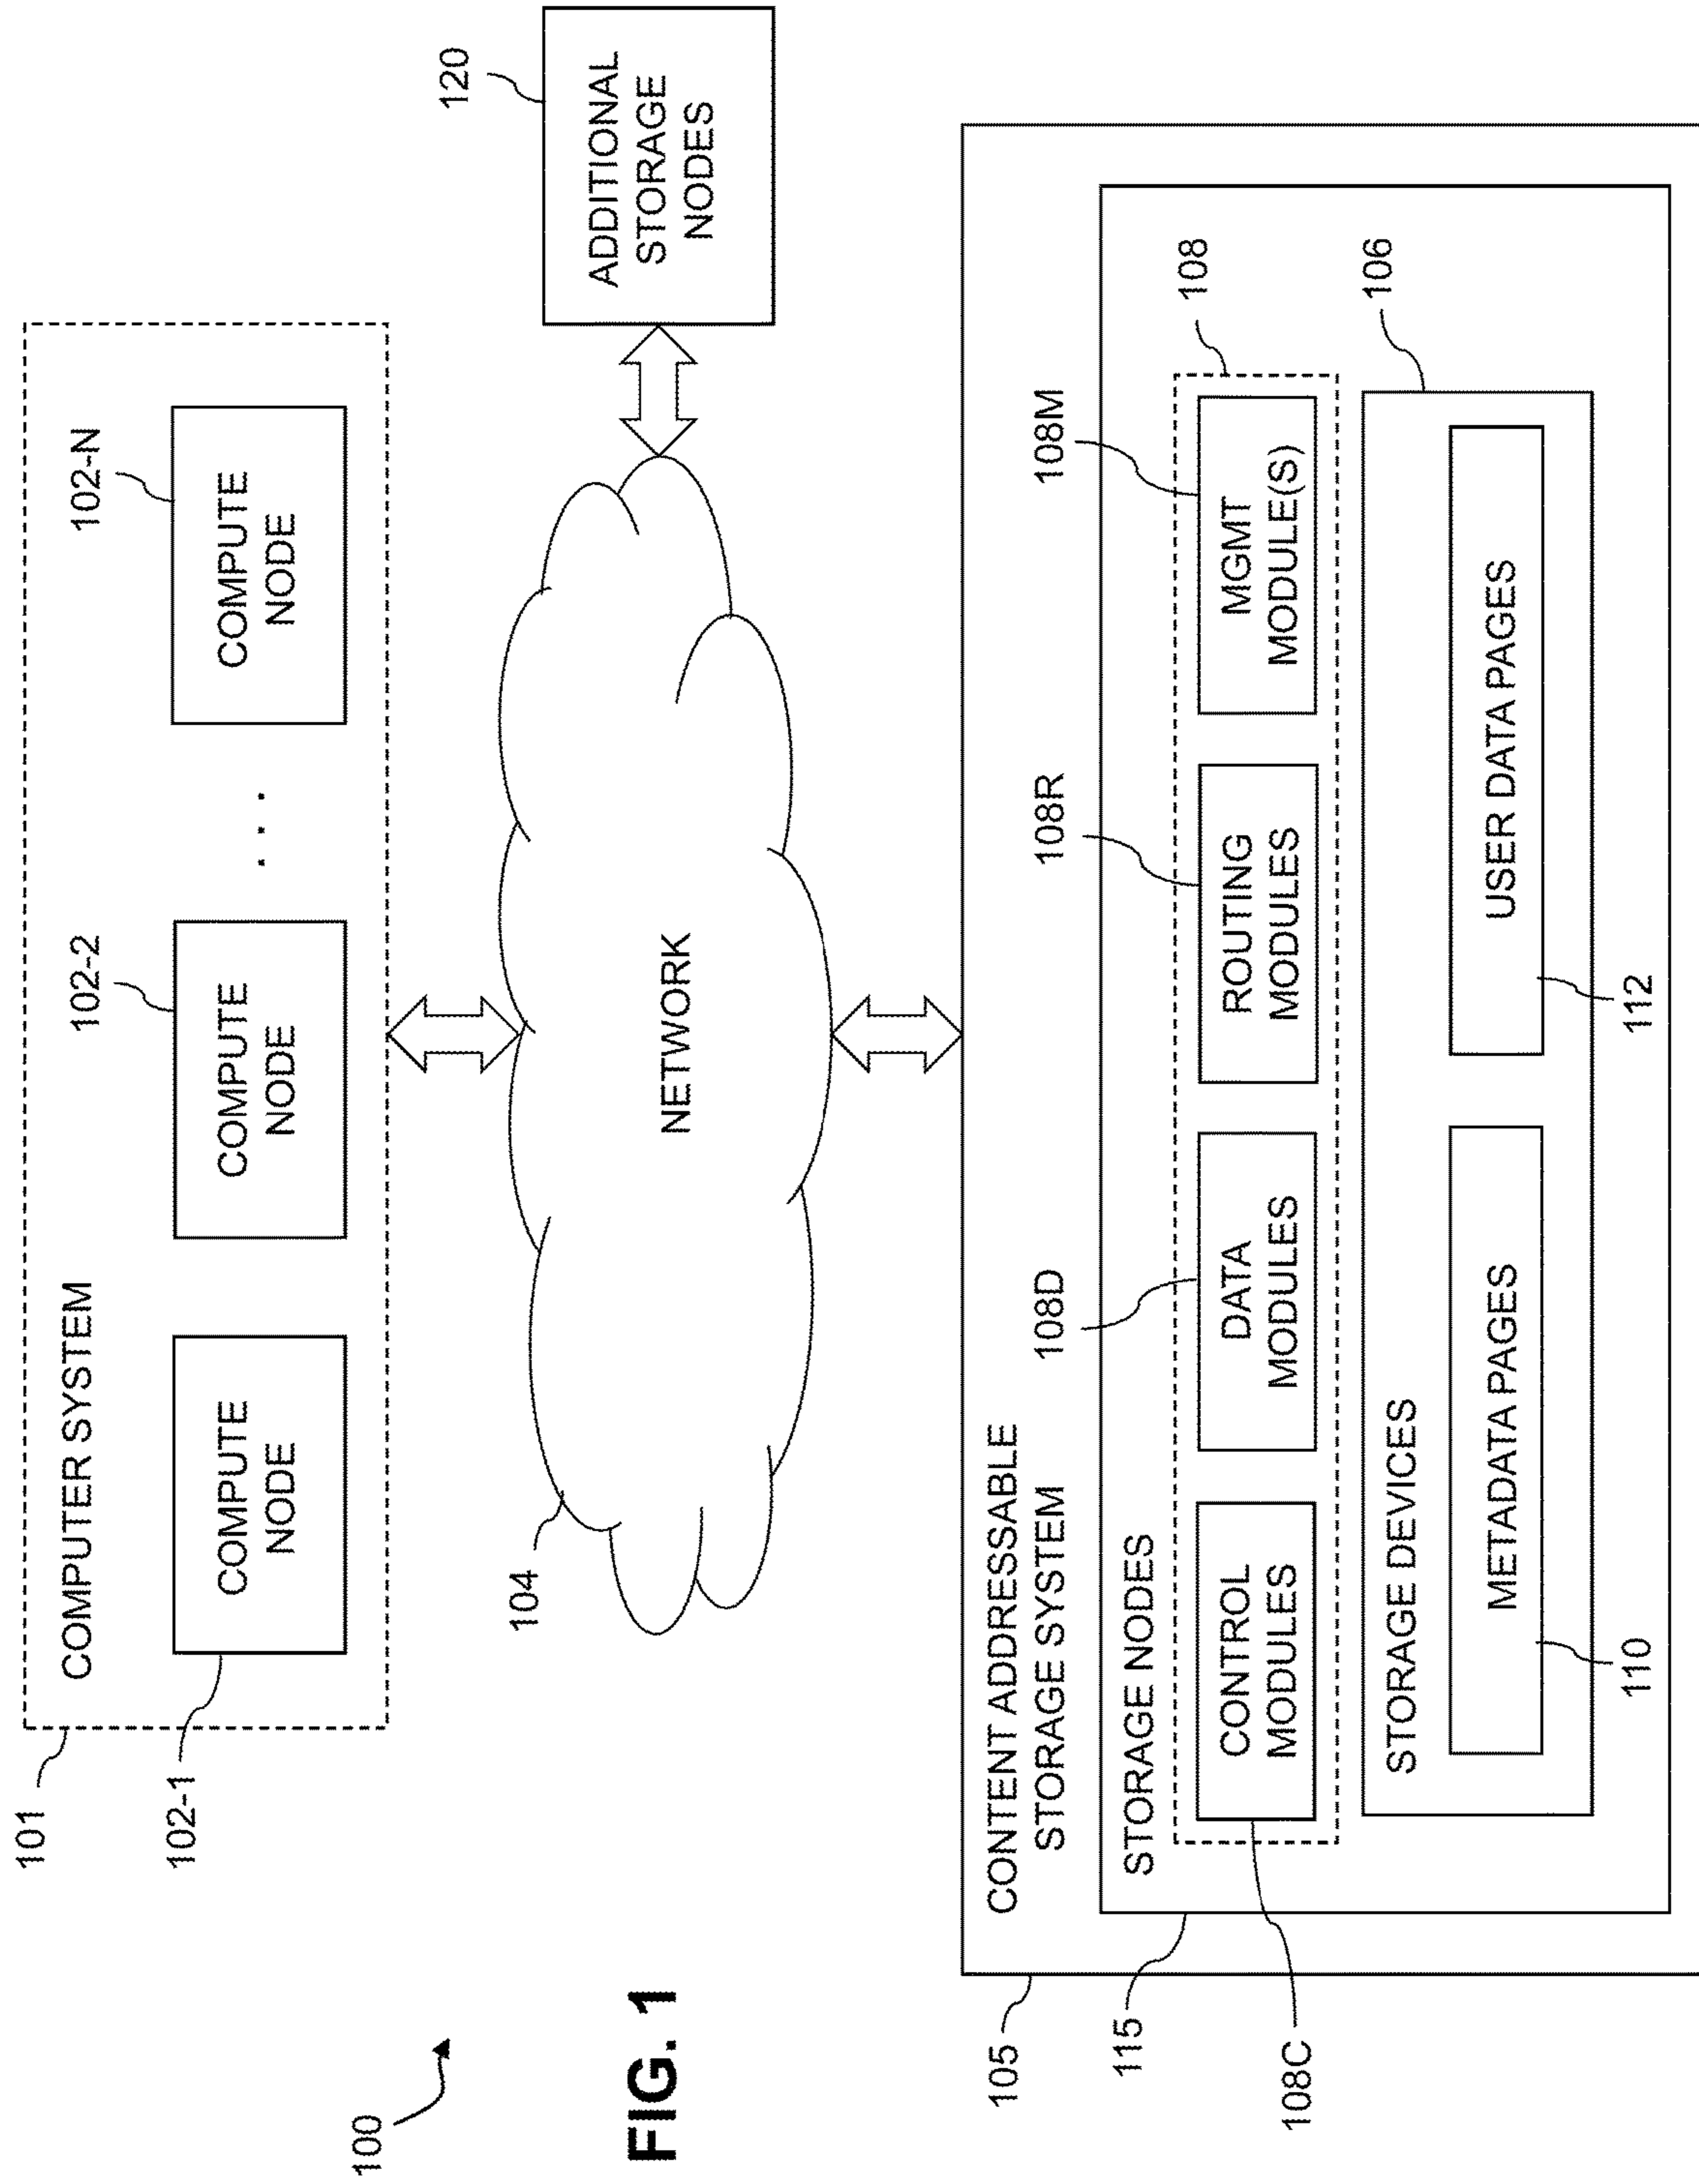 FIG. 1
100
101
COMPUTER SYSTEM
102-1
COMPUTE
NODE
102-2
COMPUTE
NODE
. . .
102-N
COMPUTE
NODE
104
NETWORK
120
ADDITIONAL
STORAGE
NODES
105
CONTENT ADDRESSABLE
STORAGE SYSTEM
115
STORAGE NODES
108
108C
CONTROL
MODULES
108D
DATA
MODULES
108R
ROUTING
MODULES
108M
MGMT
MODULE(S)
106
STORAGE DEVICES
METADATA PAGES
110
USER DATA PAGES
112